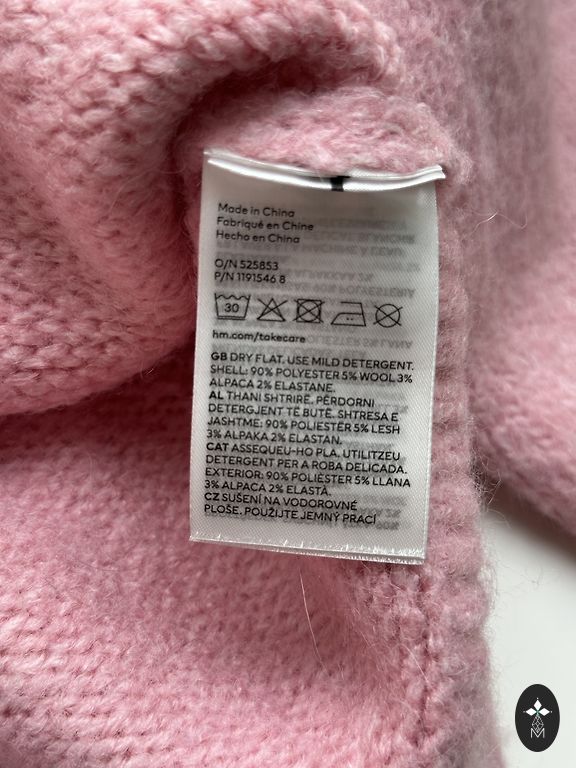 Made in China
Fabriqué en Chine
Hecho en China
O/N 525853
P/N 1191546 8
30
hm.com/takecare
GB DRY FLAT. USE MILD DETERGENT.
SHELL: 90% POLYESTER 5% WOOL 3%
ALPACA 2% ELASTANE.
AL THANI SHTRIRË. PËRDORNI
DETERGJENT TË BUTË. SHTRESA E
JASHTME: 90% POLIESTËR 5% LESH
3% ALPAKA 2% ELASTAN.
CAT ASSEQUEU-HO PLA. UTILITZEU
DETERGENT PER A ROBA DELICADA.
EXTERIOR: 90% POLIÈSTER 5% LLANA
3% ALPACA 2% ELASTÀ.
CZ SUŠENÍ NA VODOROVNÉ
PLOŠE. POUŽIJTE JEMNÝ PRACÍ
M